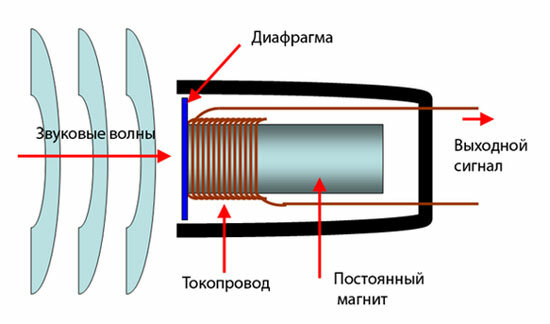 Диафрагма
Звуковые волны
Выходной
сигнал
Токопровод
Постоянный
магнит